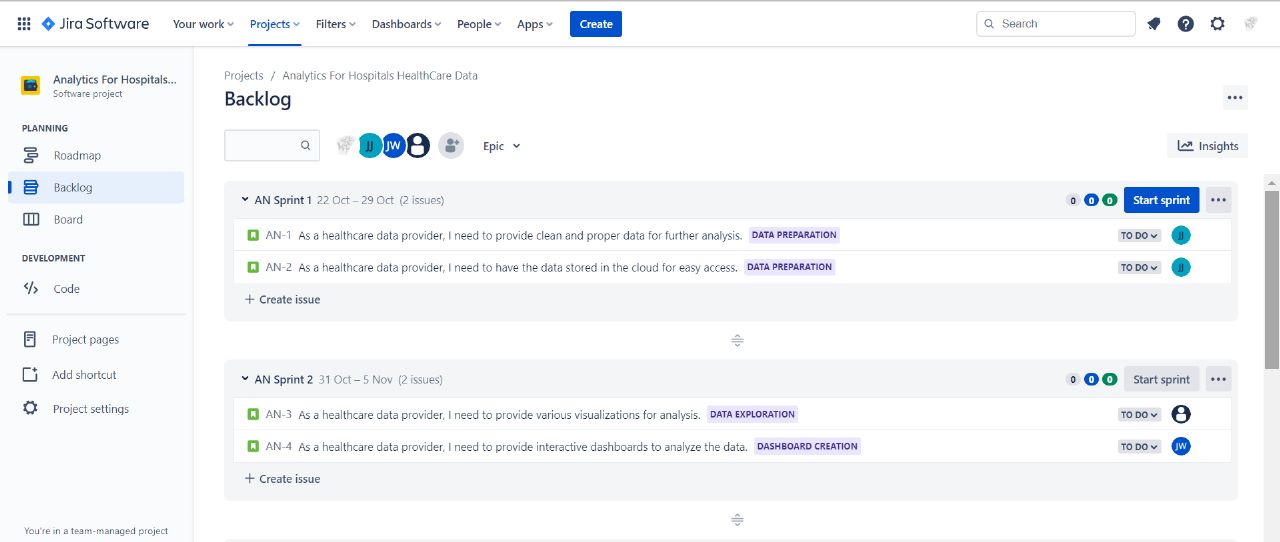 Jira Software Your work Projects Filters Dashboards People Apps Create Search
Analytics For Hospitals...
Software project
PLANNING
Roadmap
Backlog
Board
DEVELOPMENT
Code
Project pages
Add shortcut
Project settings
You're in a team-managed project
Projects / Analytics For Hospitals HealthCare Data
Backlog
JJ JW Epic Insights
AN Sprint 1 22 Oct – 29 Oct (2 issues) 0 0 0 Start sprint
AN-1 As a healthcare data provider, I need to provide clean and proper data for further analysis. DATA PREPARATION TO DO JJ
AN-2 As a healthcare data provider, I need to have the data stored in the cloud for easy access. DATA PREPARATION TO DO JJ
+ Create issue
AN Sprint 2 31 Oct – 5 Nov (2 issues) 0 0 0 Start sprint
AN-3 As a healthcare data provider, I need to provide various visualizations for analysis. DATA EXPLORATION TO DO
AN-4 As a healthcare data provider, I need to provide interactive dashboards to analyze the data. DASHBOARD CREATION TO DO JW
+ Create issue